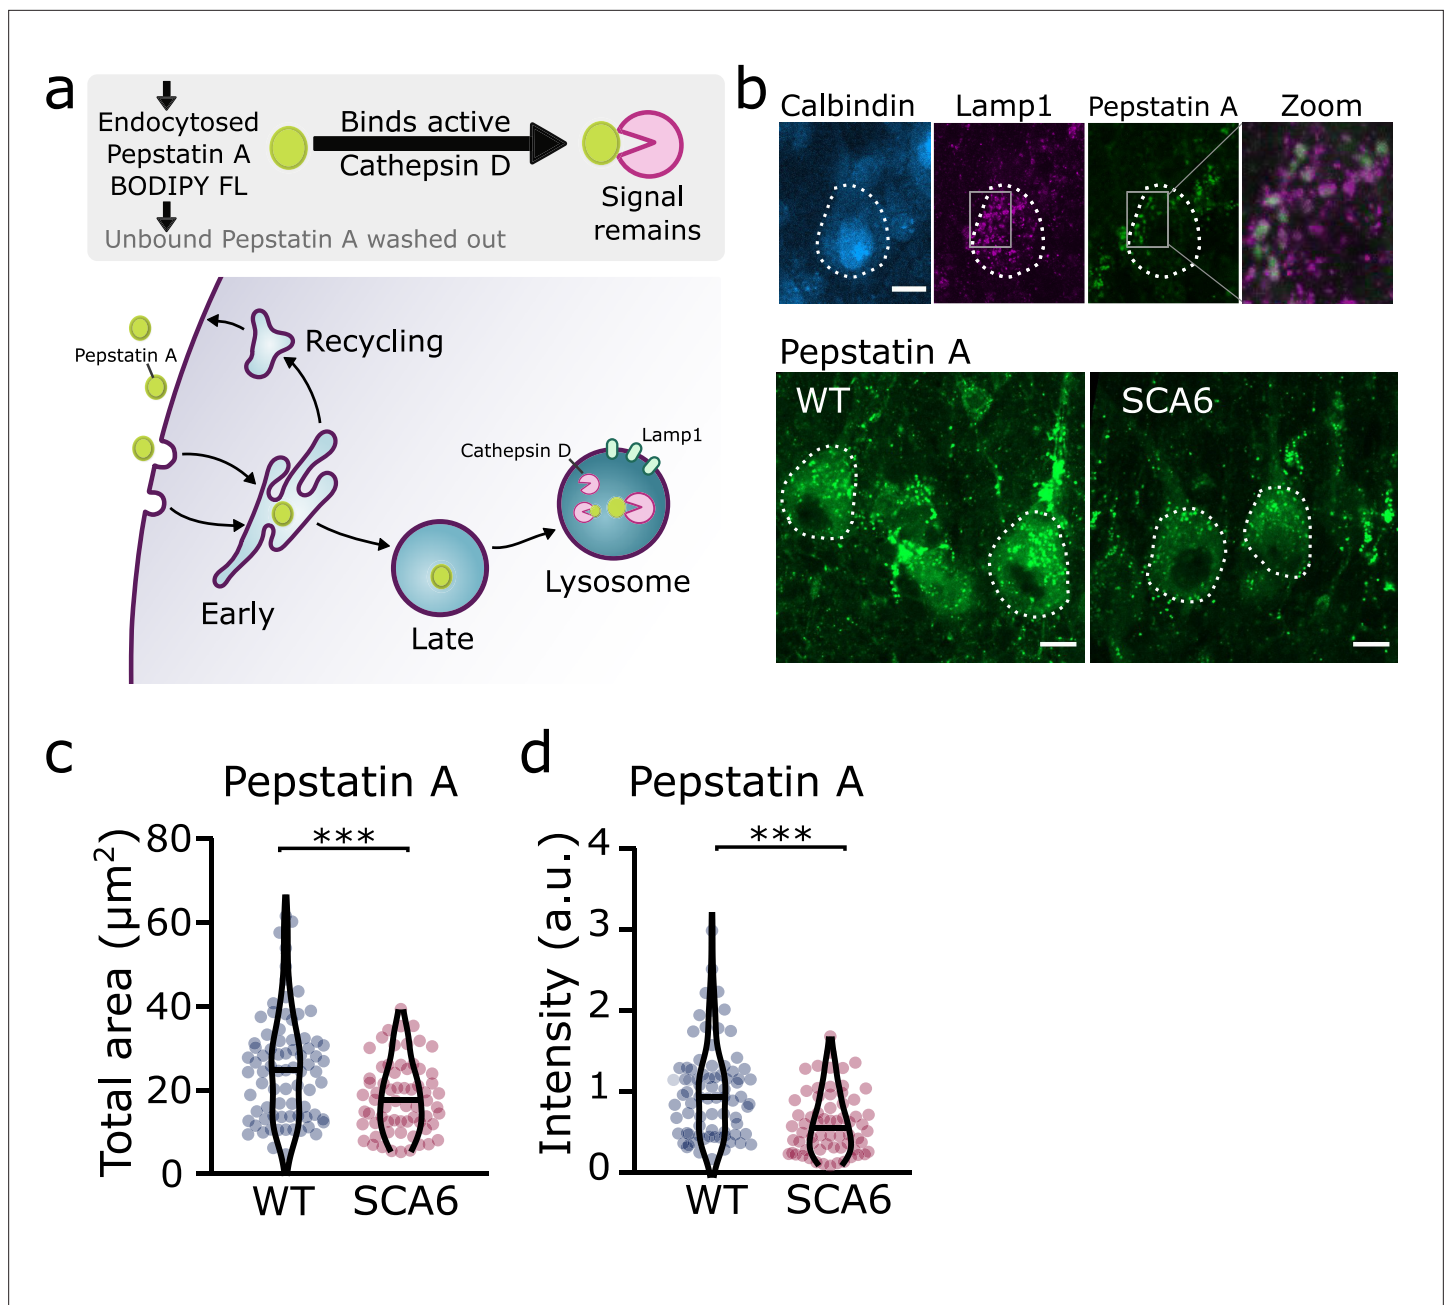 a
Endocytosed
Pepstatin A
BODIPY FL
Binds active
Cathepsin D
Signal
remains
Unbound Pepstatin A washed out
Pepstatin A
Recycling
Early
Late
Cathepsin D
Lamp1
Lysosome
b
Calbindin
Lamp1
Pepstatin A
Zoom
Pepstatin A
WT
SCA6
c
Pepstatin A
***
Total area (μm²)
80
60
40
20
0
WT
SCA6
d
Pepstatin A
***
Intensity (a.u.)
4
3
2
1
0
WT
SCA6